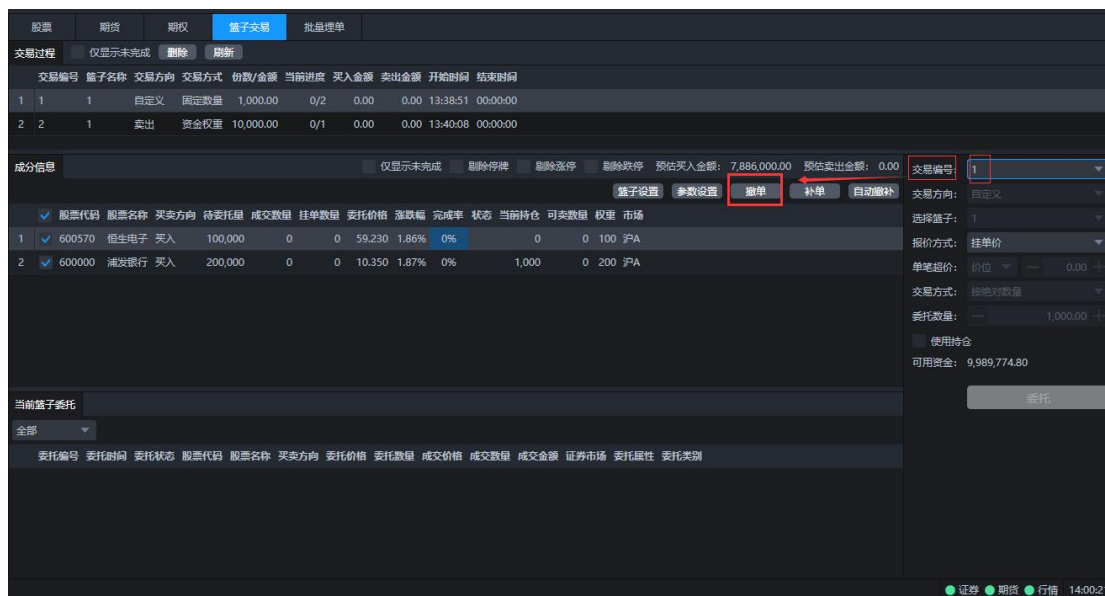 股票 期货 期权 篮子交易 批量埋单
交易过程 仅显示未完成 删除 刷新
交易编号 篮子名称 交易方向 交易方式 份数/金额 当前进度 买入金额 卖出金额 开始时间 结束时间
1 1 1 自定义 固定数量 1,000.00 0/2 0.00 0.00 13:38:51 00:00:00
2 2 1 卖出 资金权重 10,000.00 0/1 0.00 0.00 13:40:08 00:00:00
成分信息 仅显示未完成 剔除停牌 剔除涨停 剔除跌停 预估买入金额: 7,886,000.00 预估卖出金额: 0.00
篮子设置 参数设置 撤单 补单 自动撤补
股票代码 股票名称 买卖方向 待委托量 成交数量 挂单数量 委托价格 涨跌幅 完成率 状态 当前持仓 可卖数量 权重 市场
1 600570 恒生电子 买入 100,000 0 0 59.230 1.86% 0% 0 0 100 沪A
2 600000 浦发银行 买入 200,000 0 0 10.350 1.87% 0% 1,000 0 200 沪A
交易编号: 1
交易方向: 自定义
选择篮子: 1
报价方式: 挂单价
单笔超价: 价位 — 0.00 +
交易方式: 按绝对数量
委托数量: — 1,000.00 +
使用持仓
可用资金: 9,989,774.80
委托
当前篮子委托
全部
委托编号 委托时间 委托状态 股票代码 股票名称 买卖方向 委托价格 委托数量 成交价格 成交数量 成交金额 证券市场 委托属性 委托类别
证券 期货 行情 14:00:2